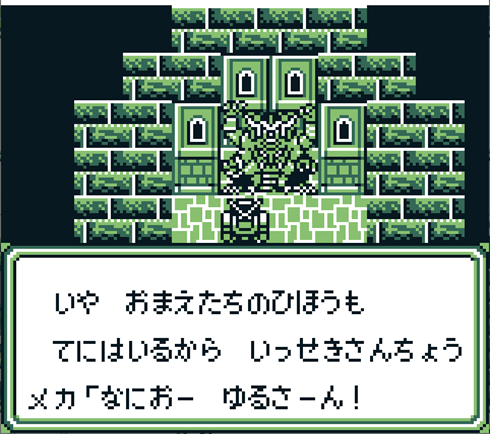 いや　おまえたちのひほうも
てにはいるから　いっせきさんちょう
メカ「なにおー　ゆるさーん！